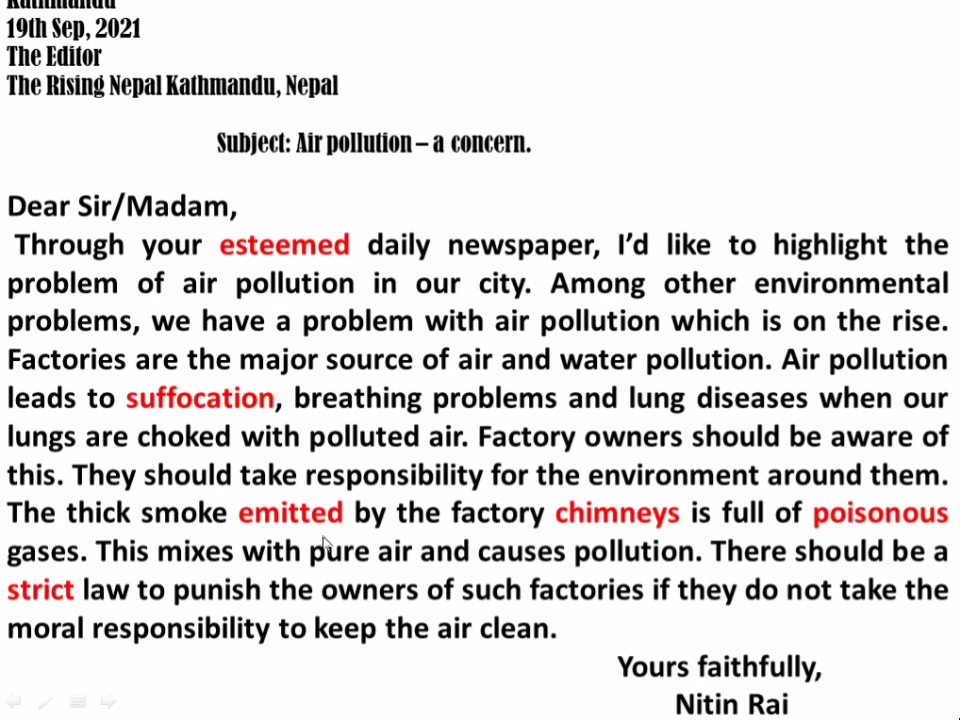 Kathmandu
19th Sep, 2021
The Editor
The Rising Nepal Kathmandu, Nepal
Subject: Air pollution – a concern.
Dear Sir/Madam,
Through your esteemed daily newspaper, I’d like to highlight the
problem of air pollution in our city. Among other environmental
problems, we have a problem with air pollution which is on the rise.
Factories are the major source of air and water pollution. Air pollution
leads to suffocation, breathing problems and lung diseases when our
lungs are choked with polluted air. Factory owners should be aware of
this. They should take responsibility for the environment around them.
The thick smoke emitted by the factory chimneys is full of poisonous
gases. This mixes with pure air and causes pollution. There should be a
strict law to punish the owners of such factories if they do not take the
moral responsibility to keep the air clean.
Yours faithfully,
Nitin Rai